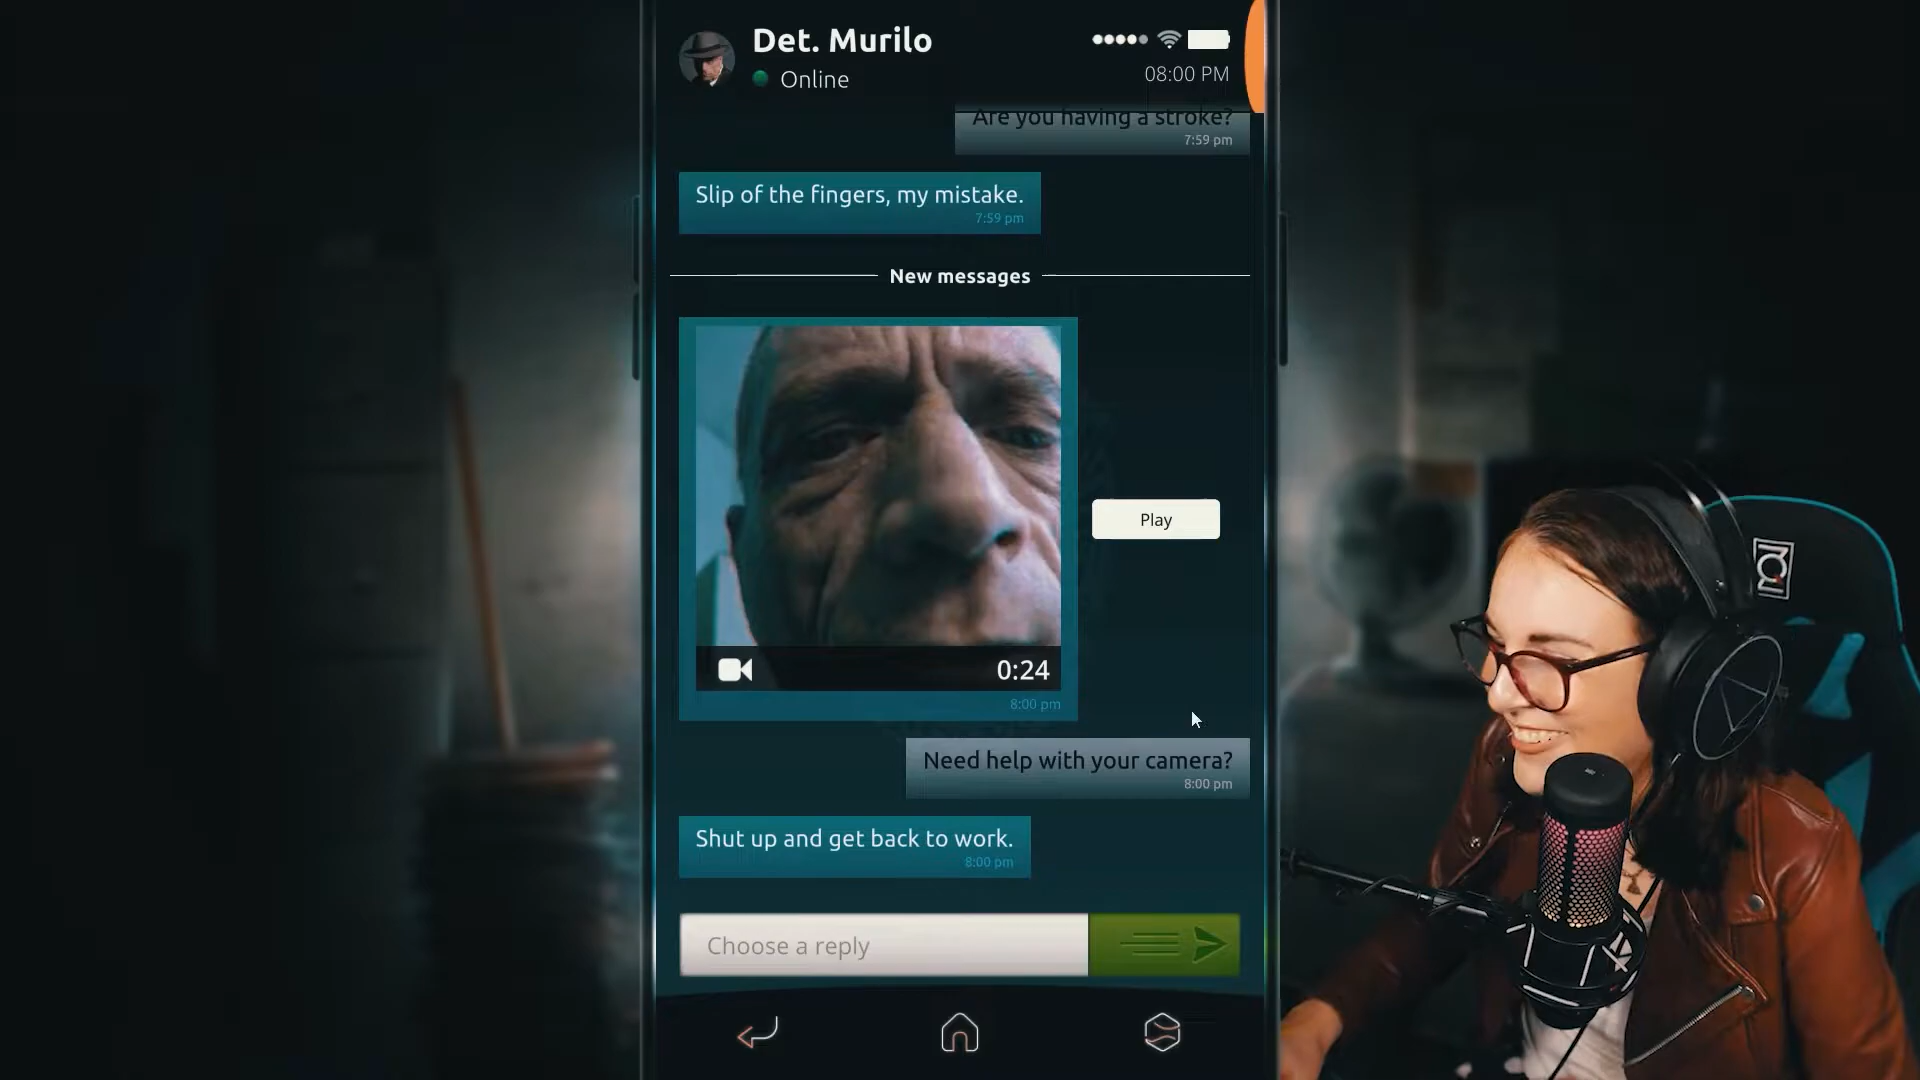 Det. Murilo
Online
08:00 PM
Are you having a stroke?
7:59 pm
Slip of the fingers, my mistake.
7:59 pm
New messages
Play
0:24
8:00 pm
Need help with your camera?
8:00 pm
Shut up and get back to work.
8:00 pm
Choose a reply